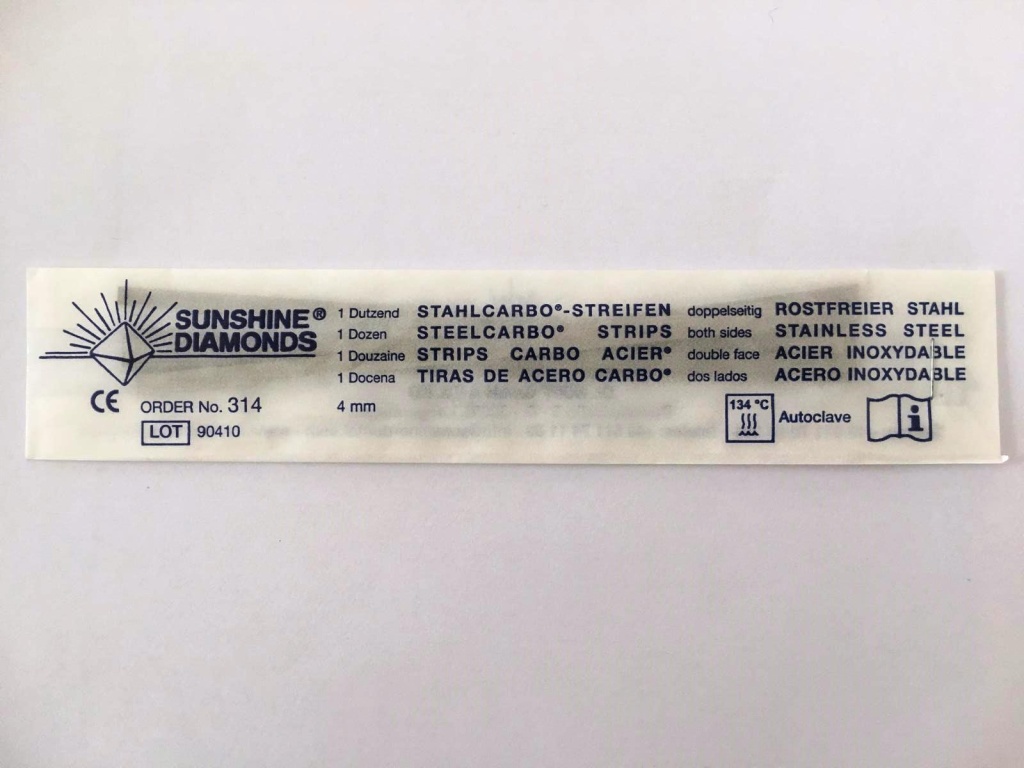 SUNSHINE®
DIAMONDS
1 Dutzend STAHLCARBO®-STREIFEN doppelseitig ROSTFREIER STAHL
1 Dozen STEELCARBO® STRIPS both sides STAINLESS STEEL
1 Douzaine STRIPS CARBO ACIER® double face ACIER INOXYDABLE
1 Docena TIRAS DE ACERO CARBO® dos lados ACERO INOXYDABLE
CE ORDER No. 314 4 mm 134 °C Autoclave i
LOT 90410